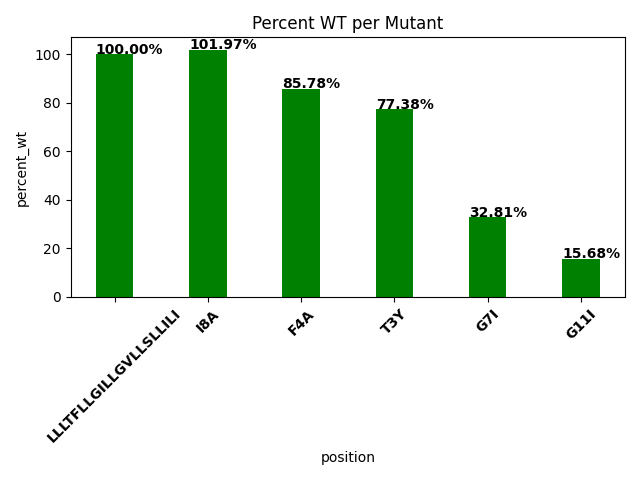 Percent WT per Mutant
percent_wt
100
80
60
40
20
0
100.00%
101.97%
85.78%
77.38%
32.81%
15.68%
LLLTFLLGILLGVLLSLLILI
I8A
F4A
T3Y
G7I
G11I
position